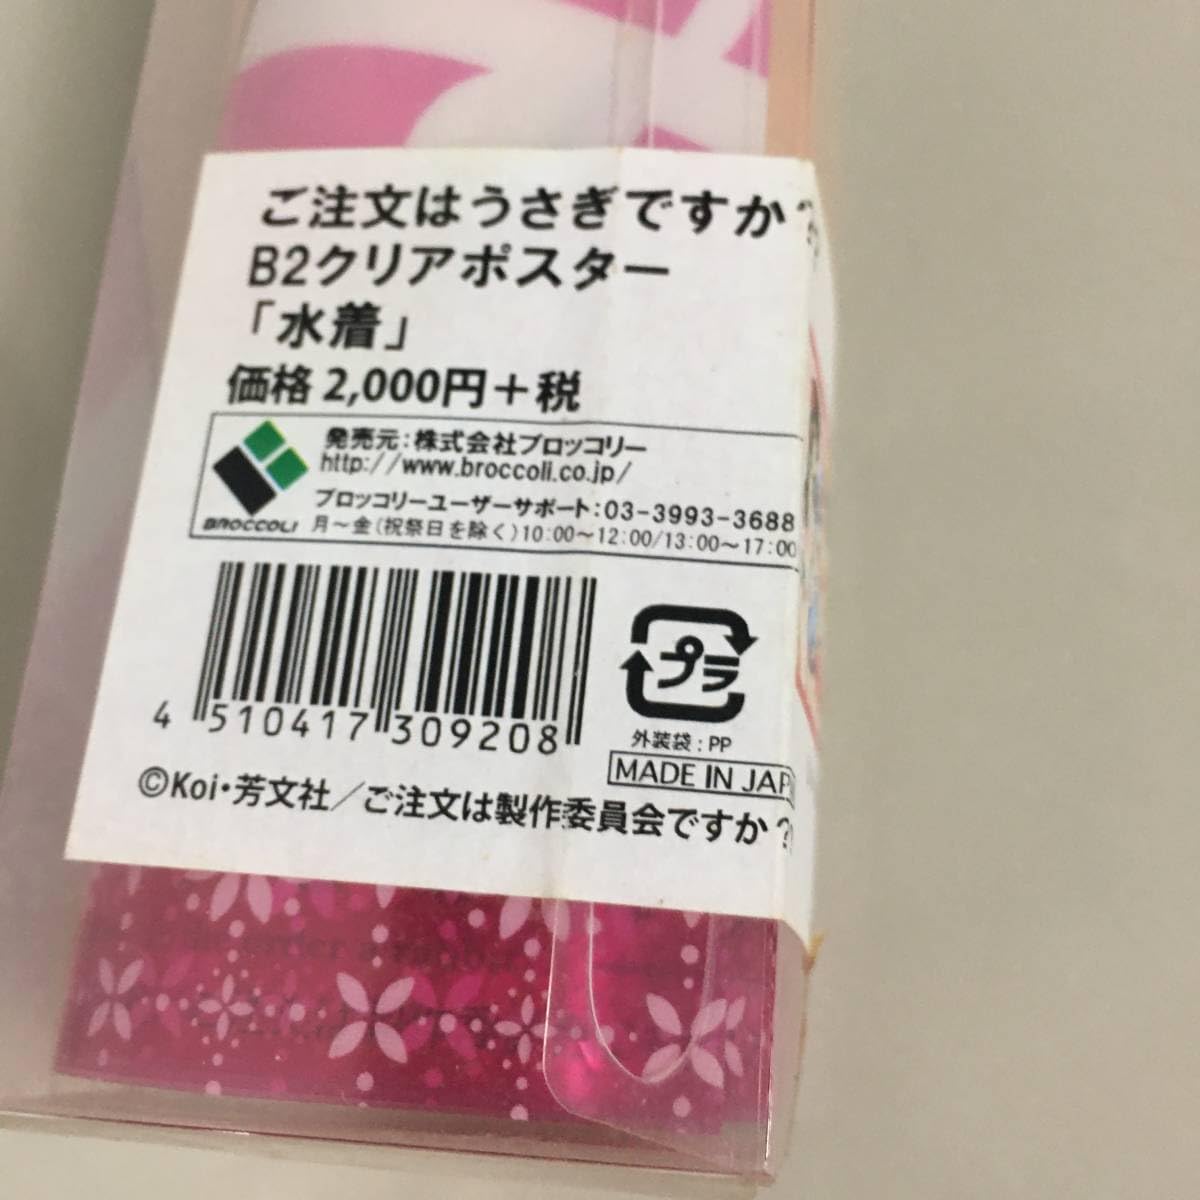 ご注文はうさぎですか?
B2クリアポスター
「水着」
価格 2,000円+税
発売元:株式会社ブロッコリー
http://www.broccoli.co.jp/
ブロッコリーユーザーサポート:03-3993-3688
月～金(祝祭日を除く)10:00～12:00/13:00～17:00
BROCCOLI
プラ
4 510417 309208
外装袋:PP
MADE IN JAP
©Koi・芳文社/ご注文は製作委員会ですか?
order a rabbit